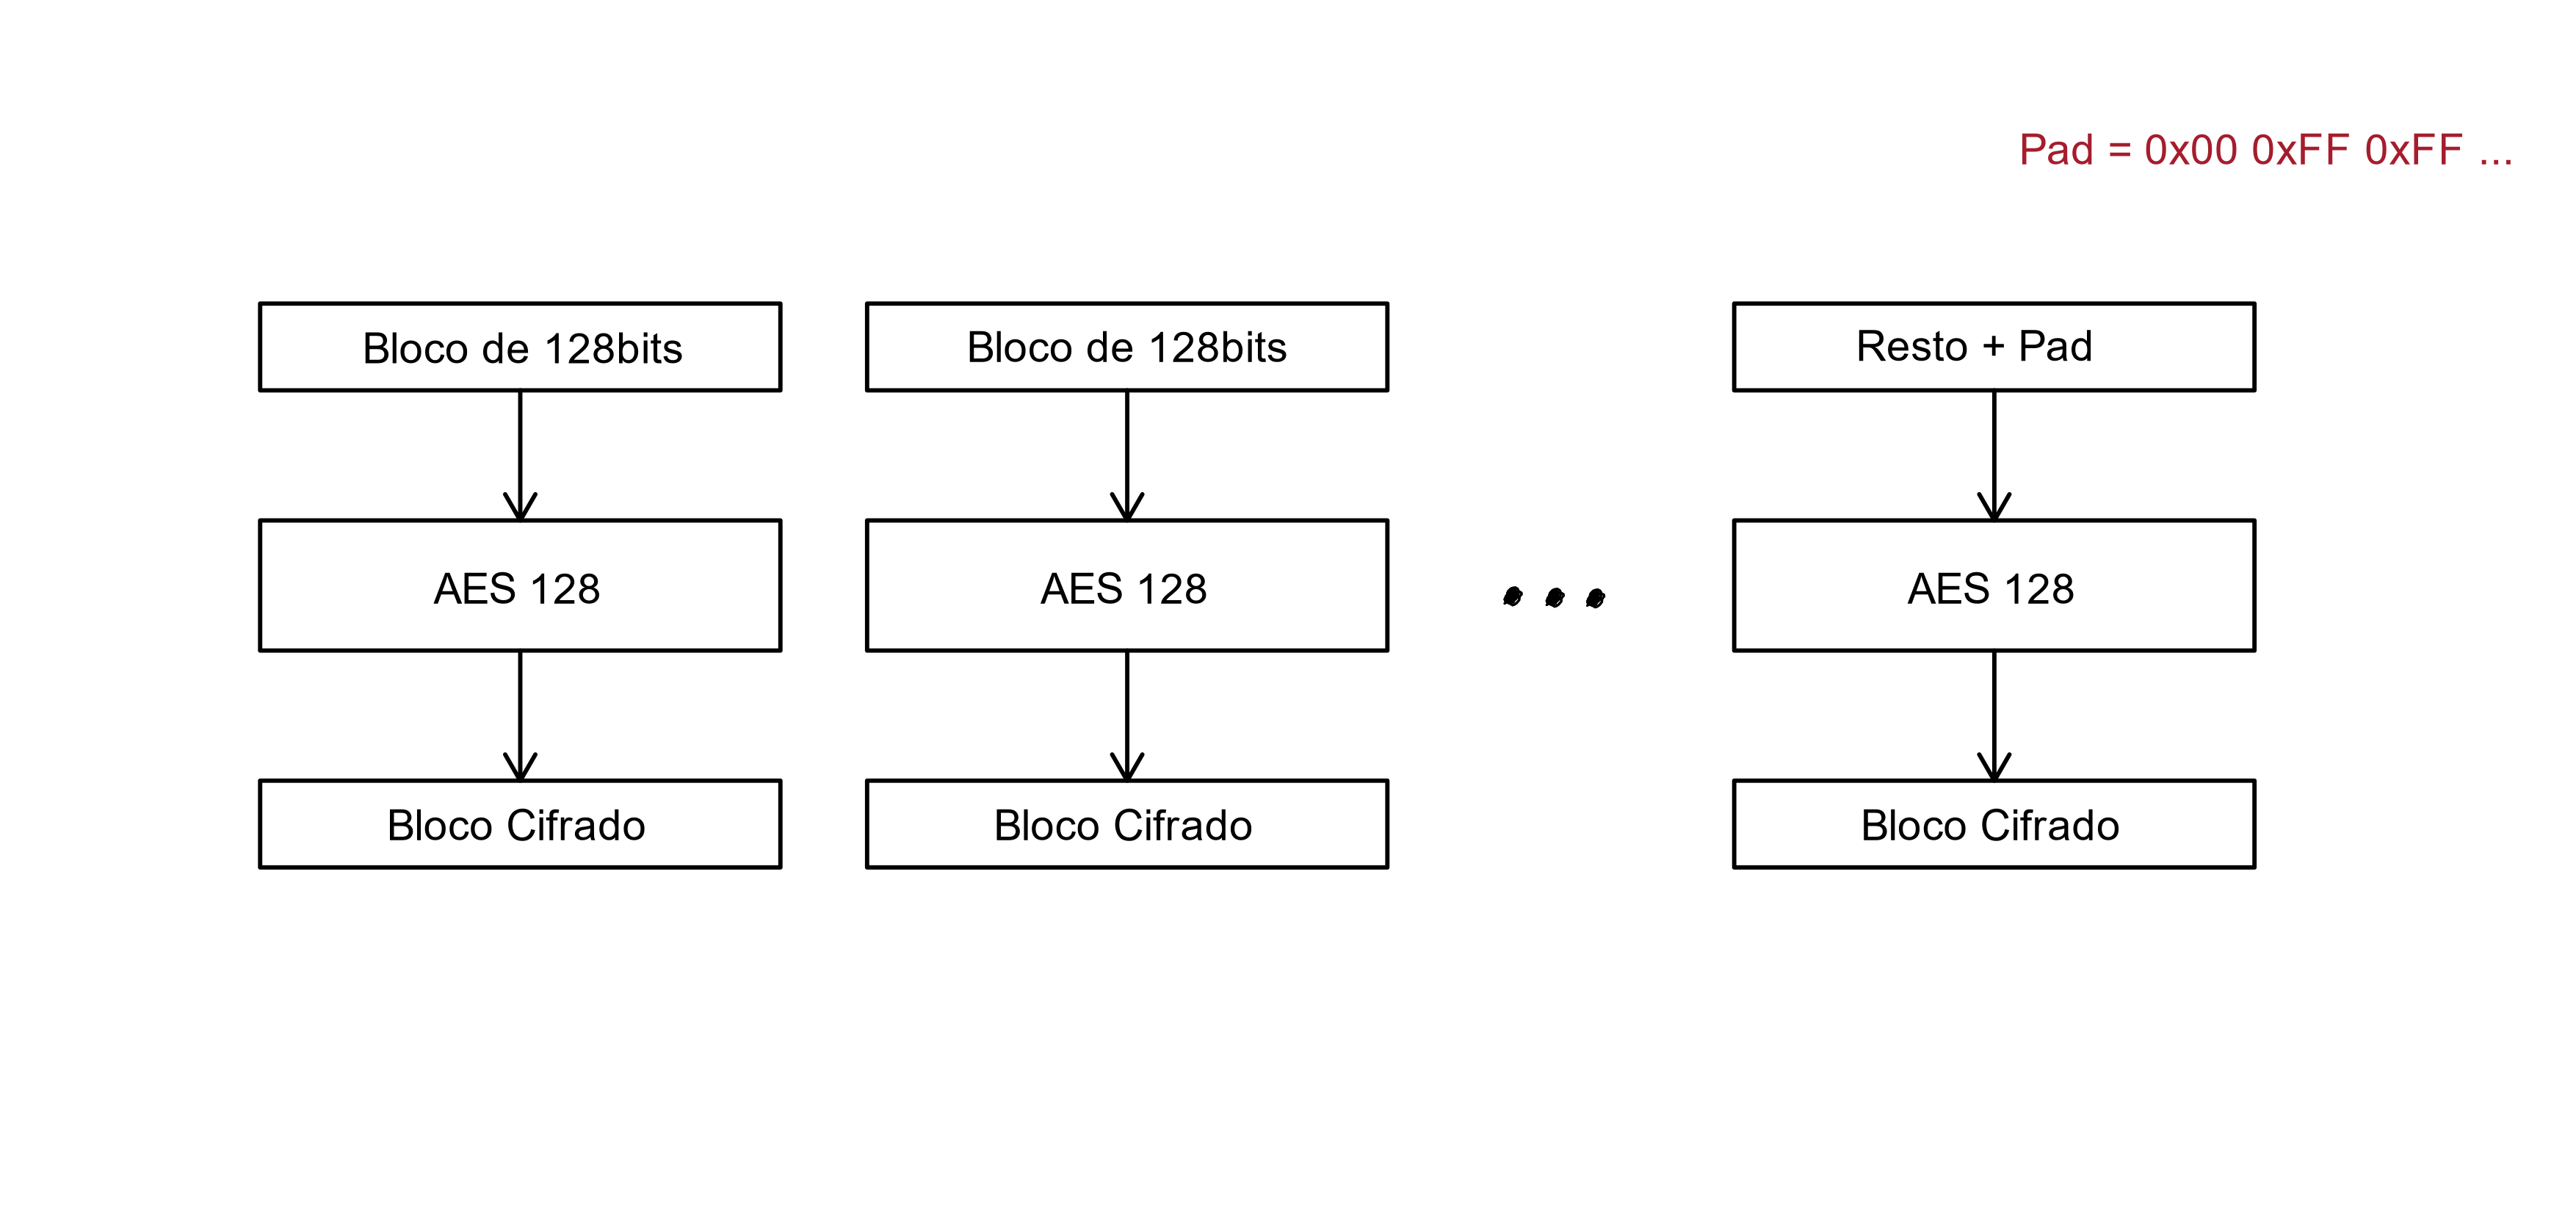 Pad = 0x00 0xFF 0xFF ...
Bloco de 128bits
Bloco de 128bits
Resto + Pad
AES 128
AES 128
AES 128
Bloco Cifrado
Bloco Cifrado
Bloco Cifrado